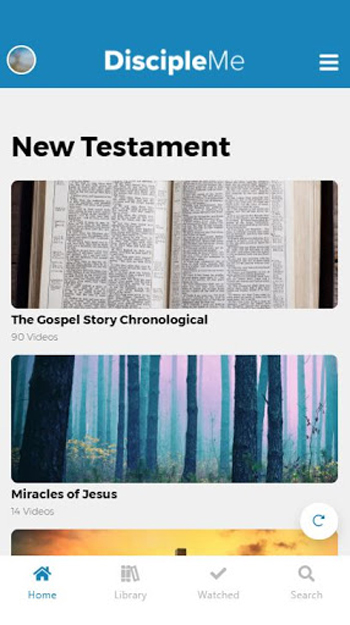 DiscipleMe
New Testament
The Gospel Story Chronological
90 Videos
Miracles of Jesus
14 Videos
Home
Library
Watched
Search